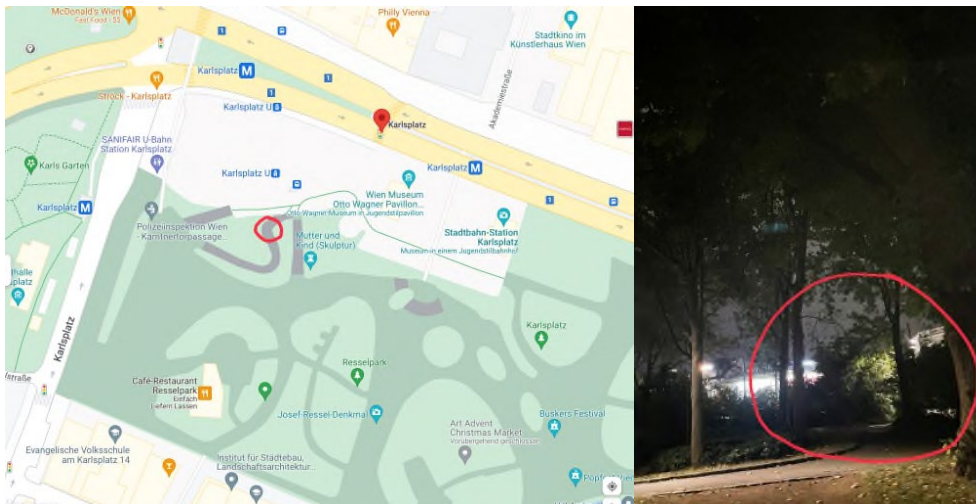 McDonald's Wien
Fast Food · $$
Philly Vienna
Stadtkino im
Künstlerhaus Wien
Karlsplatz
Strock - Karlsplatz
Karlsplatz U
Karlsplatz
Akademiestraße
SANIFAIR U-Bahn
Station Karlsplatz
Karls Garten
Karlsplatz U
Karlsplatz
Wien Museum
Otto Wagner Pavillon...
Otto Wagner Museum in Jugendstilpavillon
Karlsplatz
Polizeiinspektion Wien
- Kärntnertorpassage...
Mutter und
Kind (Skulptur)
Stadtbahn-Station
Karlsplatz
Museum in einem Jugendstilbahnhof
halle
platz
Karlsplatz
Karlsplatz
Resselpark
Café-Restaurant
Resselpark
Einfach
liefern Lassen
Josef-Ressel-Denkmal
Buskers Festival
Art Advent
Christmas Market
Vorübergehend geschlossen
Evangelische Volksschule
am Karlsplatz 14
Institut für Städtebau,
Landschaftsarchitektur...